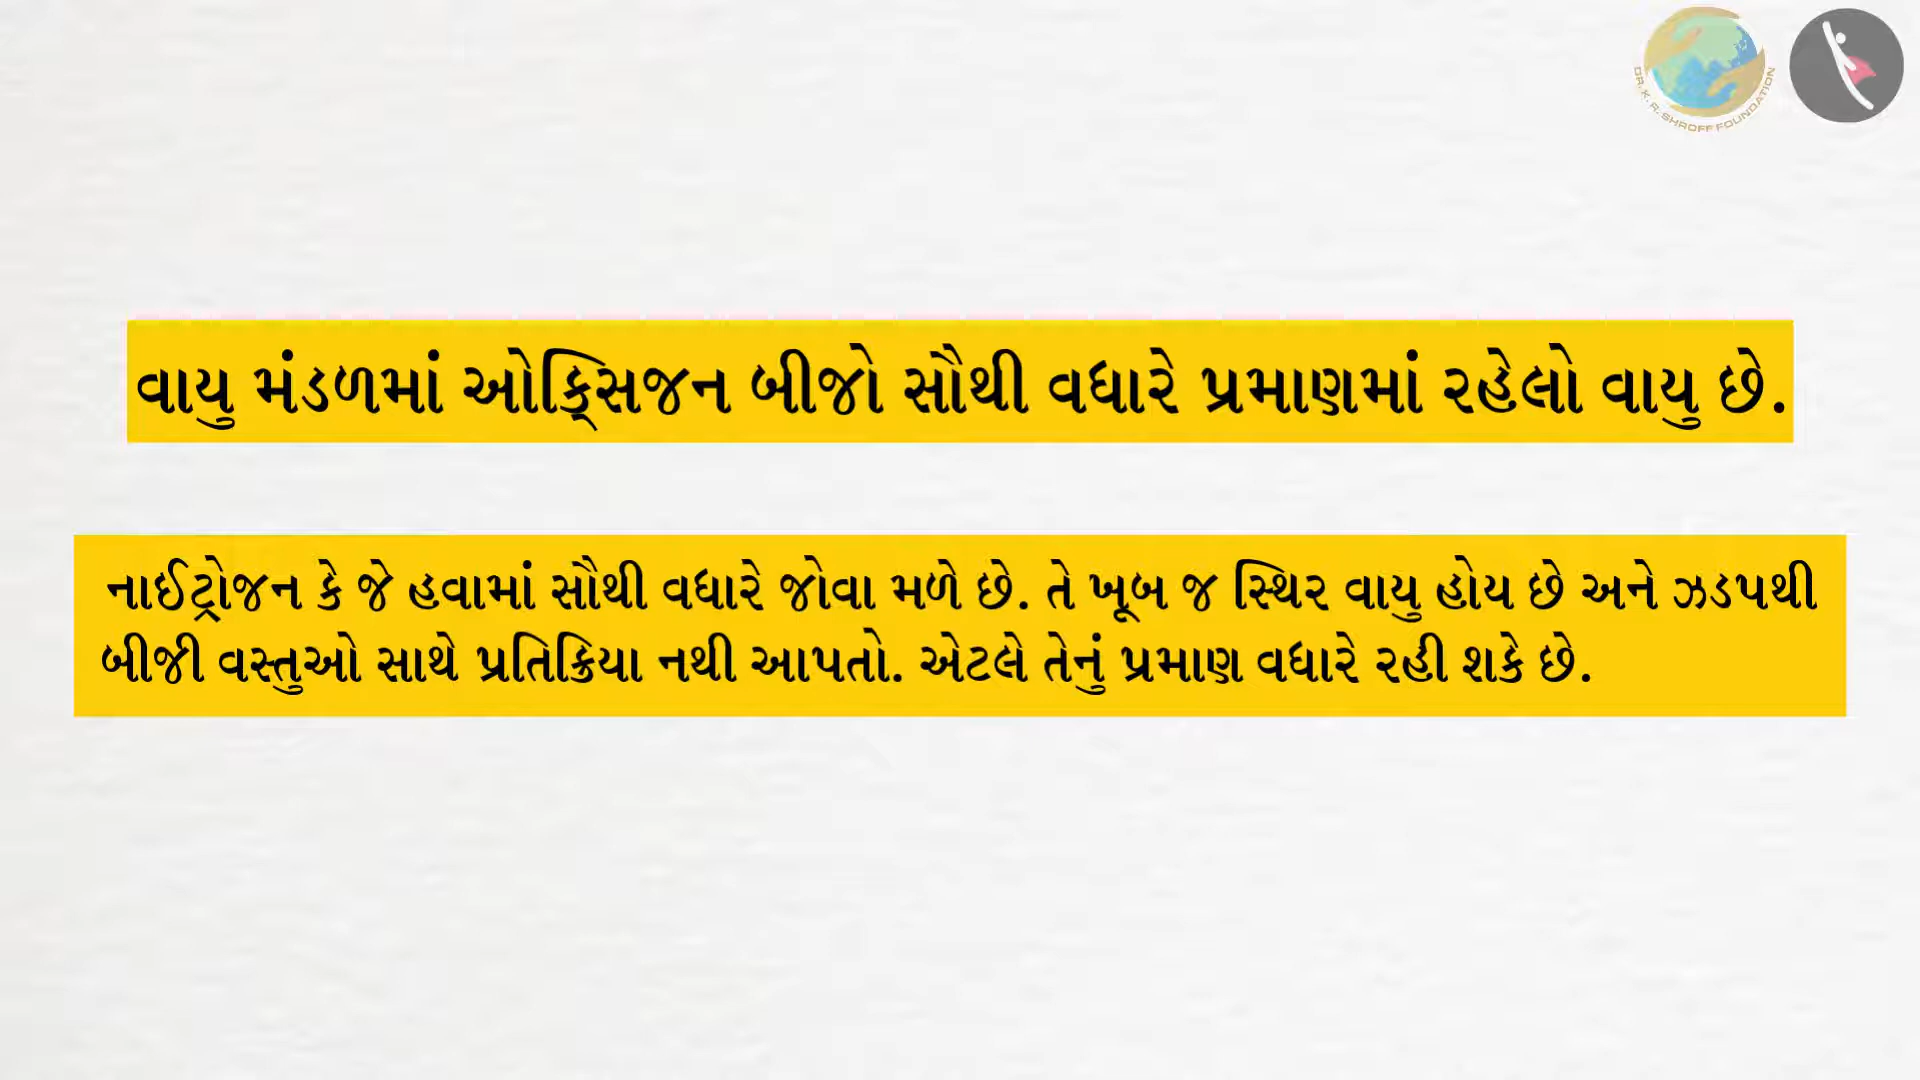 DR. K. R. SHROFF FOUNDATION
વાયુ મંડળમાં ઓક્સિજન બીજો સૌથી વધારે પ્રમાણમાં રહેલો વાયુ છે.
નાઈટ્રોજન કે જે હવામાં સૌથી વધારે જોવા મળે છે. તે ખૂબ જ સ્થિર વાયુ હોય છે અને ઝડપથી
બીજી વસ્તુઓ સાથે પ્રતિક્રિયા નથી આપતો. એટલે તેનું પ્રમાણ વધારે રહી શકે છે.